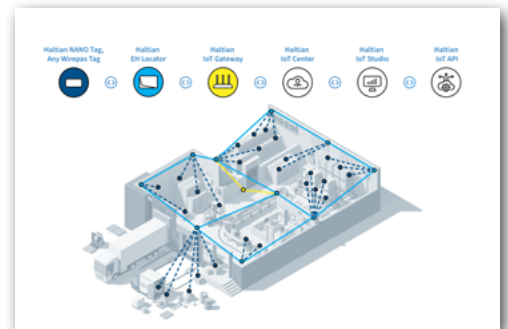 Haltian NANO Tag,
Any Wirepas Tag
Haltian
EH Locator
Haltian
IoT Gateway
Haltian
IoT Center
Haltian
IoT Studio
Haltian
IoT API